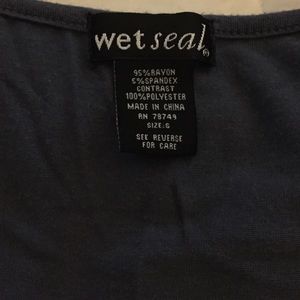 wet seal®
95%RAYON
5%SPANDEX
CONTRAST
100%POLYESTER
MADE IN CHINA
RN 78749
SIZE:S
SEE REVERSE
FOR CARE